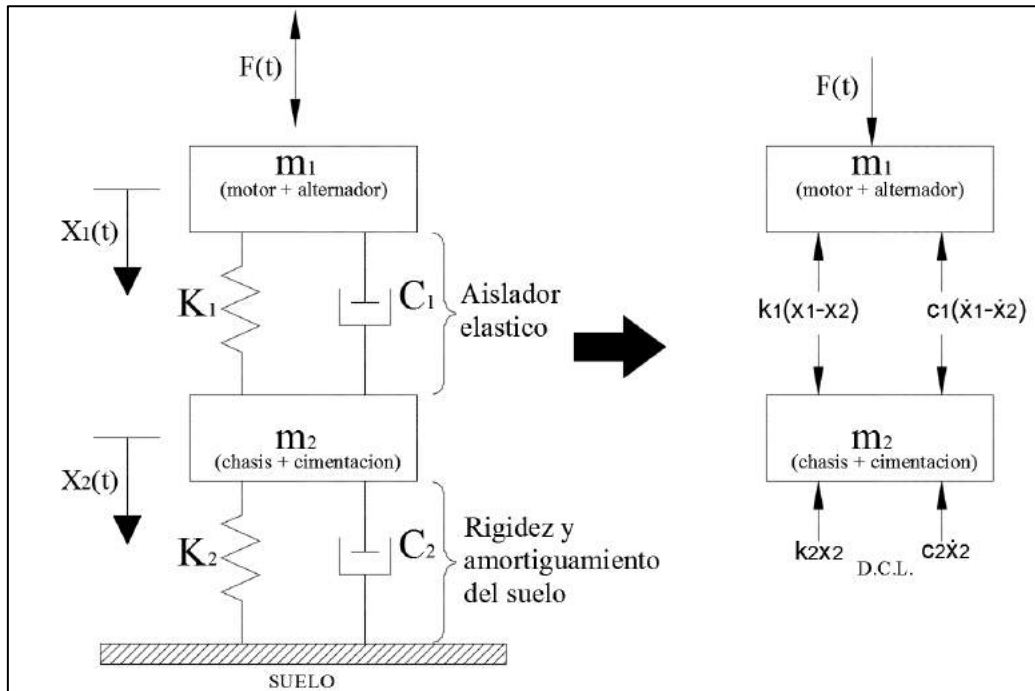 F(t)
m1
(motor + alternador)
X1(t)
K1
C1
Aislador
elastico
m2
(chasis + cimentacion)
X2(t)
K2
C2
Rigidez y
amortiguamiento
del suelo
SUELO
F(t)
m1
(motor + alternador)
k1(x1-x2)
c1(ẋ1-ẋ2)
m2
(chasis + cimentacion)
k2x2
c2ẋ2
D.C.L.